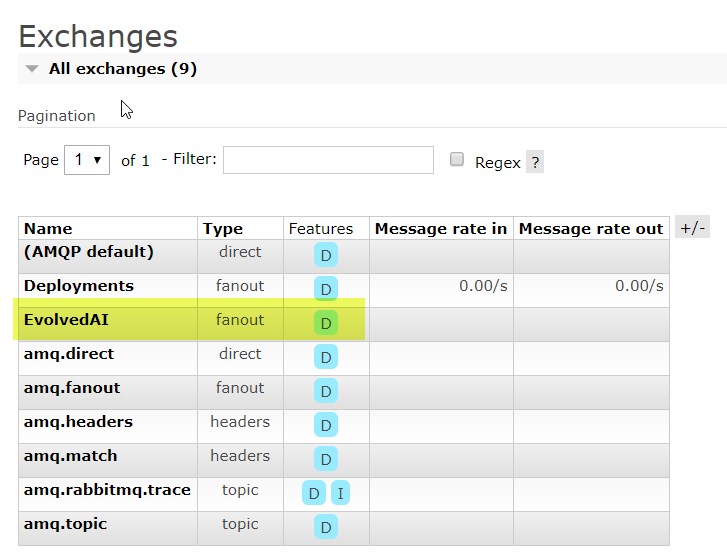 Exchanges
All exchanges (9)
Pagination
Page 1 of 1 - Filter: Regex ?
Name Type Features Message rate in Message rate out +/-
(AMQP default) direct D
Deployments fanout D 0.00/s 0.00/s
EvolvedAI fanout D
amq.direct direct D
amq.fanout fanout D
amq.headers headers D
amq.match headers D
amq.rabbitmq.trace topic D I
amq.topic topic D